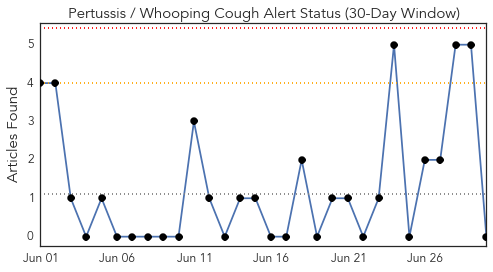 Pertussis / Whooping Cough Alert Status (30-Day Window)
Articles Found
5
4
3
2
1
0
Jun 01 Jun 06 Jun 11 Jun 16 Jun 21 Jun 26